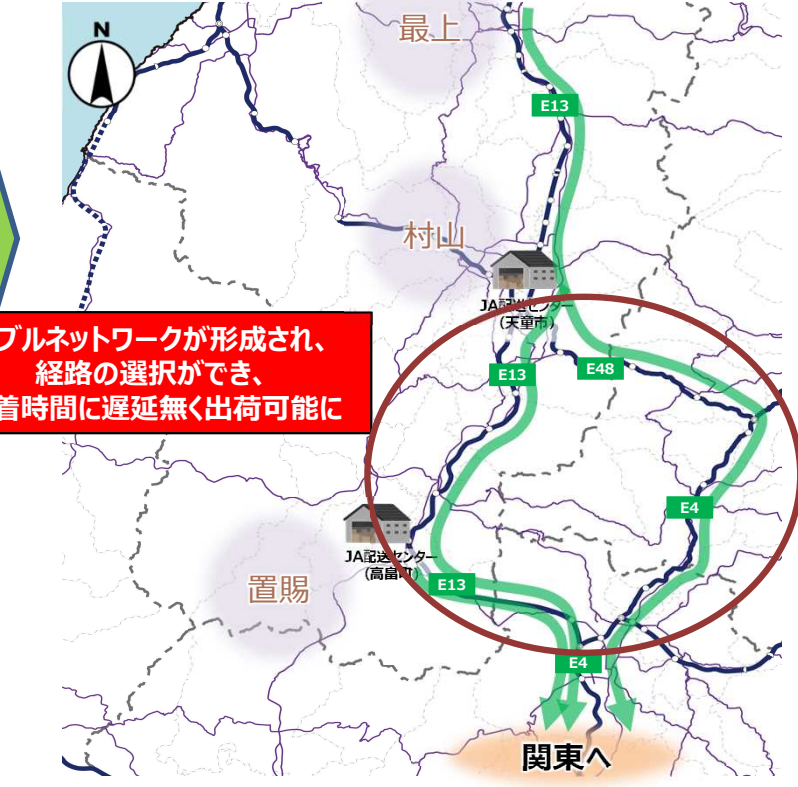 N
最上
E13
村山
JA配送センター
(天童市)
ブルネットワークが形成され、
経路の選択ができ、
着時間に遅延無く出荷可能に
E13
E48
E4
JA配送センター
(高畠町)
置賜
E13
E4
関東へ